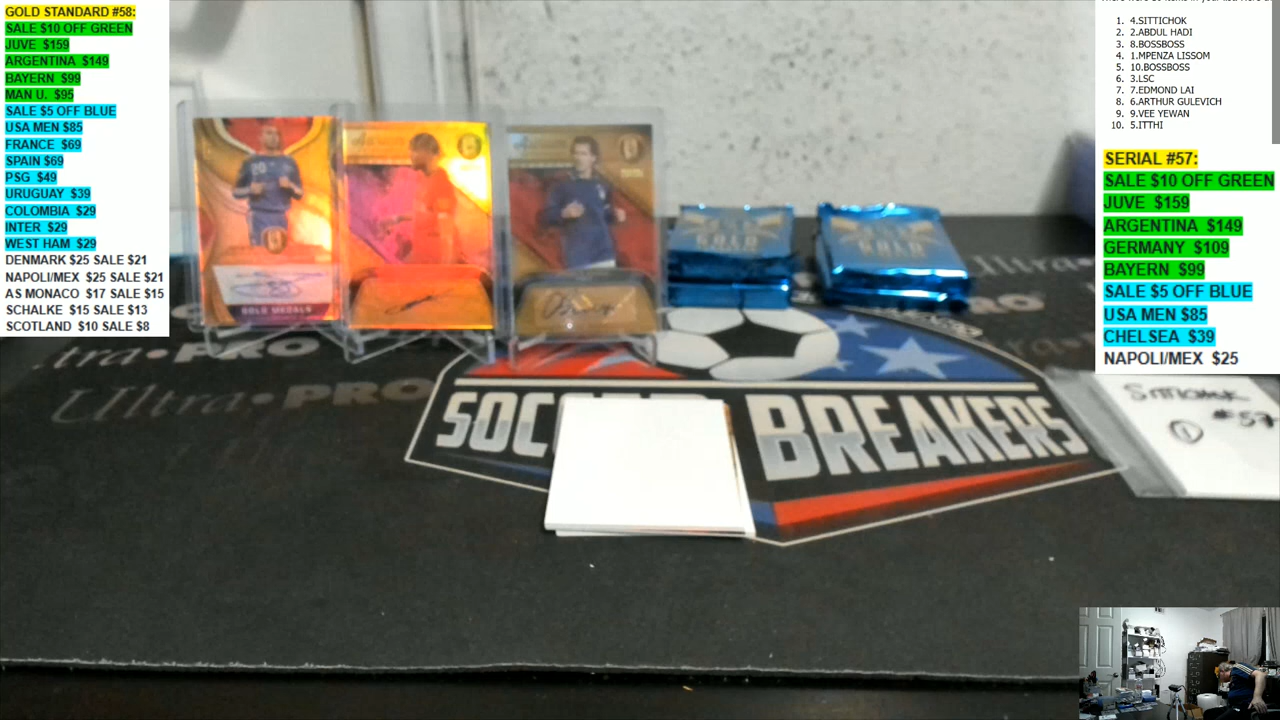 GOLD STANDARD #58:
SALE $10 OFF GREEN
JUVE $159
ARGENTINA $149
BAYERN $99
MAN U. $95
SALE $5 OFF BLUE
USA MEN $85
FRANCE $69
SPAIN $69
PSG $49
URUGUAY $39
COLOMBIA $29
INTER $29
WEST HAM $29
DENMARK $25 SALE $21
NAPOLI/MEX $25 SALE $21
AS MONACO $17 SALE $15
SCHALKE $15 SALE $13
SCOTLAND $10 SALE $8
1. 4.SITTICHOK
2. 2.ABDUL HADI
3. 8.BOSSBOSS
4. 1.MPENZA LISSOM
5. 10.BOSSBOSS
6. 3.LSC
7. 7.EDMOND LAI
8. 6.ARTHUR GULEVICH
9. 9.VEE YEWAN
10. 5.ITTHI
SERIAL #57:
SALE $10 OFF GREEN
JUVE $159
ARGENTINA $149
GERMANY $109
BAYERN $99
SALE $5 OFF BLUE
USA MEN $85
CHELSEA $39
NAPOLI/MEX $25
20
GOLD MEDALS
GOLD
GOLD
tra•PRO
Ultra•PRO
SOC BREAKERS
SITTICHOK
1 #57